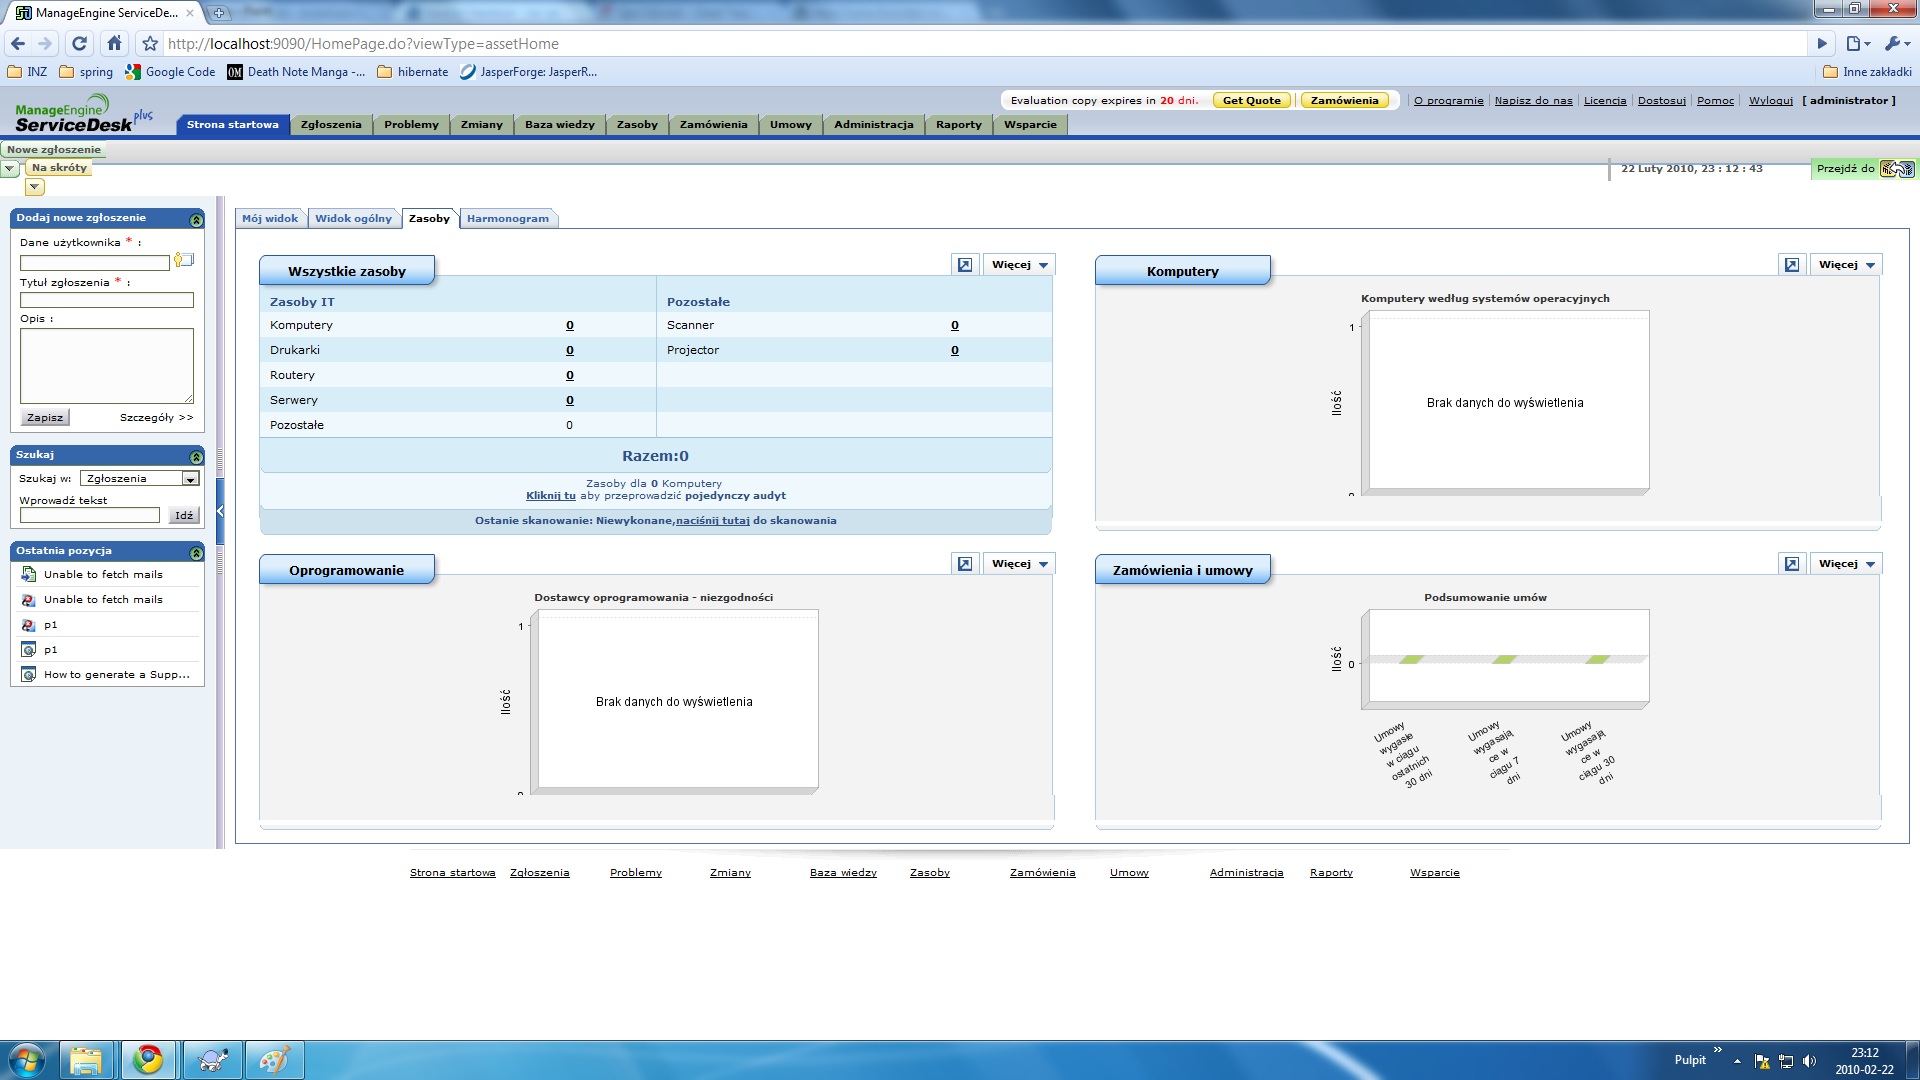 ManageEngine ServiceDe...
http://localhost:9090/HomePage.do?viewType=assetHome
INZ spring Google Code Death Note Manga -... hibernate JasperForge: JasperR... Inne zakładki
ManageEngine
ServiceDesk plus
Evaluation copy expires in 20 dni. Get Quote Zamówienia O programie Napisz do nas Licencja Dostosuj Pomoc Wyloguj [ administrator ]
Strona startowa Zgłoszenia Problemy Zmiany Baza wiedzy Zasoby Zamówienia Umowy Administracja Raporty Wsparcie
Nowe zgłoszenie
Na skróty
22 Luty 2010, 23 : 12 : 43 Przejdź do
Dodaj nowe zgłoszenie
Dane użytkownika * :
Tytuł zgłoszenia * :
Opis :
Zapisz Szczegóły >>
Szukaj
Szukaj w: Zgłoszenia
Wprowadź tekst
Idź
Ostatnia pozycja
Unable to fetch mails
Unable to fetch mails
p1
p1
How to generate a Supp...
Mój widok Widok ogólny Zasoby Harmonogram
Wszystkie zasoby Więcej
Zasoby IT Pozostałe
Komputery 0 Scanner 0
Drukarki 0 Projector 0
Routery 0
Serwery 0
Pozostałe 0
Razem:0
Zasoby dla 0 Komputery
Kliknij tu aby przeprowadzić pojedynczy audyt
Ostanie skanowanie: Niewykonane,naciśnij tutaj do skanowania
Komputery Więcej
Komputery według systemów operacyjnych
1
Ilość
Brak danych do wyświetlenia
0
Oprogramowanie Więcej
Dostawcy oprogramowania - niezgodności
1
Ilość
Brak danych do wyświetlenia
0
Zamówienia i umowy Więcej
Podsumowanie umów
Ilość
0
Umowy
wygasłe
w ciągu
ostatnich
30 dni
Umowy
wygasają
ce w
ciągu 7
dni
Umowy
wygasają
ce w
ciągu 30
dni
Strona startowa Zgłoszenia Problemy Zmiany Baza wiedzy Zasoby Zamówienia Umowy Administracja Raporty Wsparcie
Pulpit
23:12
2010-02-22